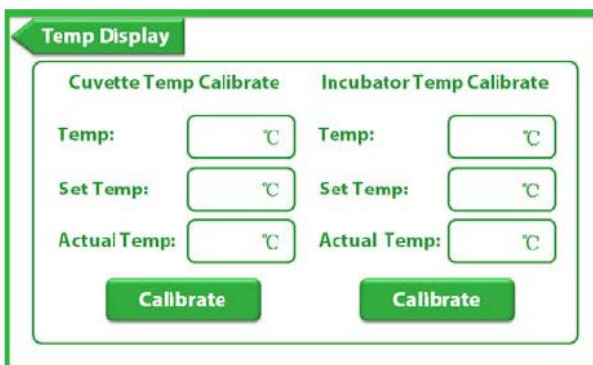 Temp Display
Cuvette Temp Calibrate
Temp: ℃
Set Temp: ℃
Actual Temp: ℃
Calibrate
Incubator Temp Calibrate
Temp: ℃
Set Temp: ℃
Actual Temp: ℃
Calibrate